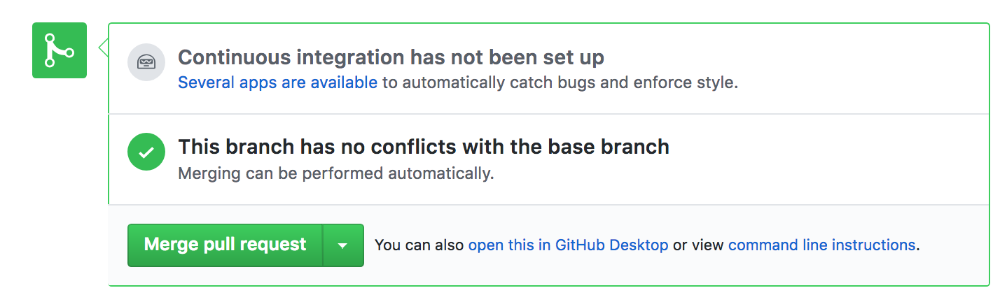 Continuous integration has not been set up
Several apps are available to automatically catch bugs and enforce style.
This branch has no conflicts with the base branch
Merging can be performed automatically.
Merge pull request
You can also open this in GitHub Desktop or view command line instructions.